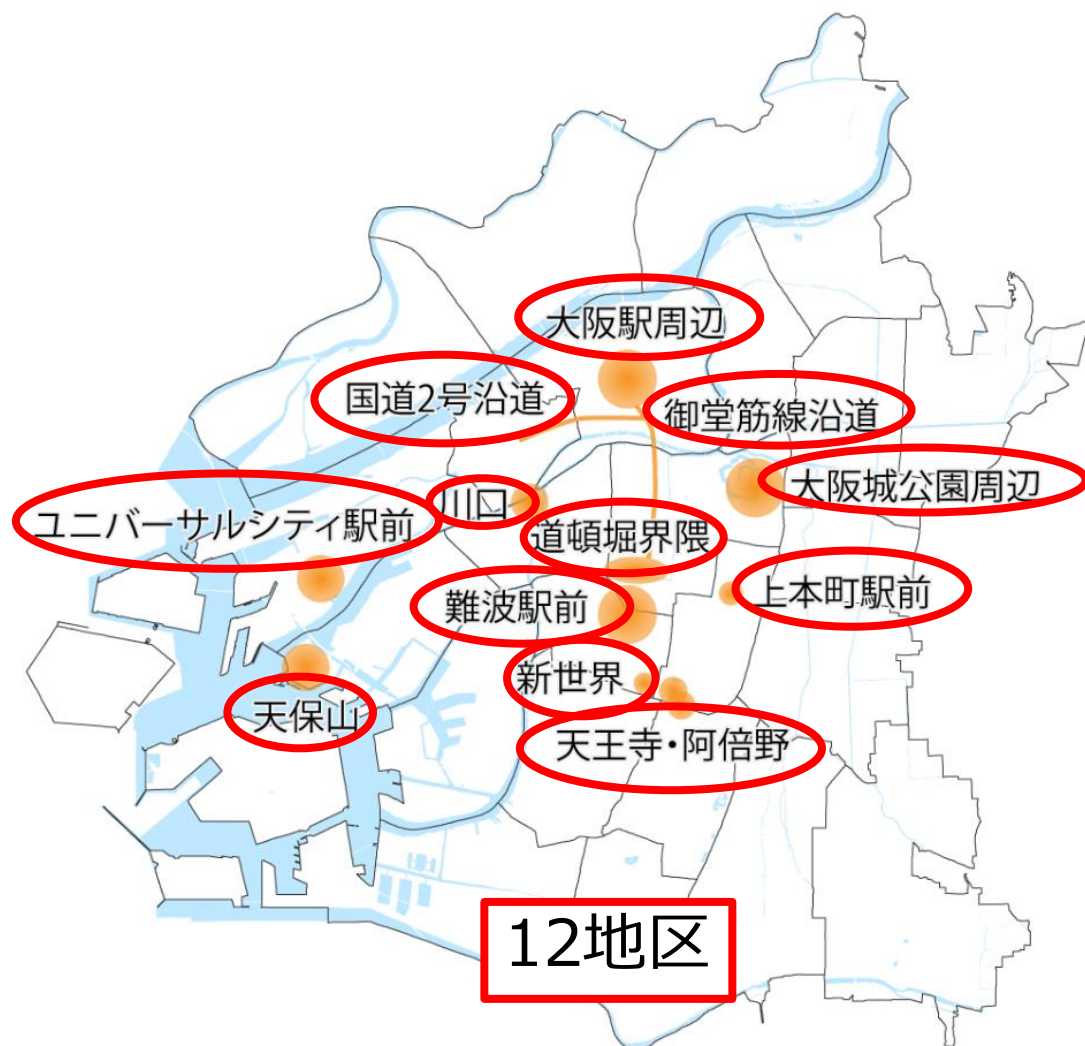 大阪駅周辺
国道2号沿道
御堂筋線沿道
大阪城公園周辺
川口
ユニバーサルシティ駅前
道頓堀界隈
上本町駅前
難波駅前
新世界
天保山
天王寺・阿倍野
12地区